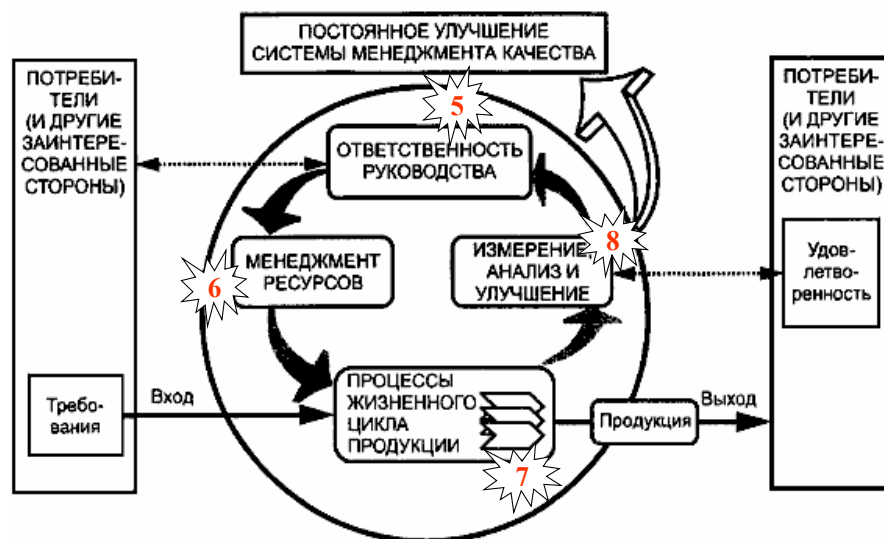 ПОСТОЯННОЕ УЛУЧШЕНИЕ
СИСТЕМЫ МЕНЕДЖМЕНТА КАЧЕСТВА
ПОТРЕБИ-
ТЕЛИ
(И ДРУГИЕ
ЗАИНТЕРЕ-
СОВАННЫЕ
СТОРОНЫ)
5
ОТВЕТСТВЕННОСТЬ
РУКОВОДСТВА
ПОТРЕБИ-
ТЕЛИ
(И ДРУГИЕ
ЗАИНТЕРЕ-
СОВАННЫЕ
СТОРОНЫ)
6
МЕНЕДЖМЕНТ
РЕСУРСОВ
8
ИЗМЕРЕНИЕ,
АНАЛИЗ И
УЛУЧШЕНИЕ
Удов-
летво-
ренность
Требо-
вания
Вход
ПРОЦЕССЫ
ЖИЗНЕННОГО
ЦИКЛА
ПРОДУКЦИИ
7
Продукция
Выход